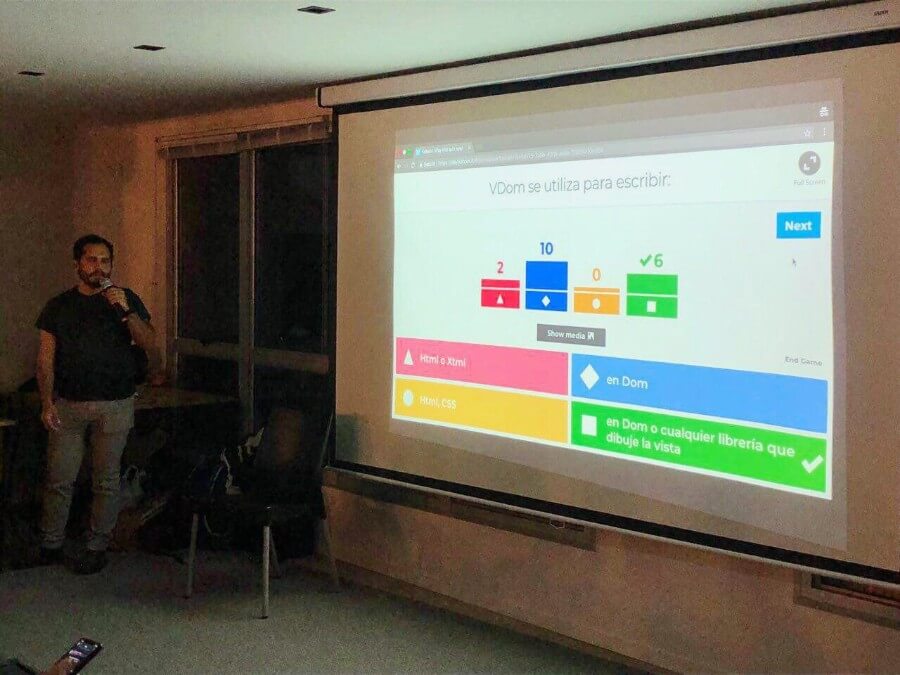 VDom se utiliza para escribir:
Full Screen
Next
2
10
0
6
Show media
End Game
Html o Xtml
en Dom
Html, CSS
en Dom o cualquier librería que
dibuje la vista